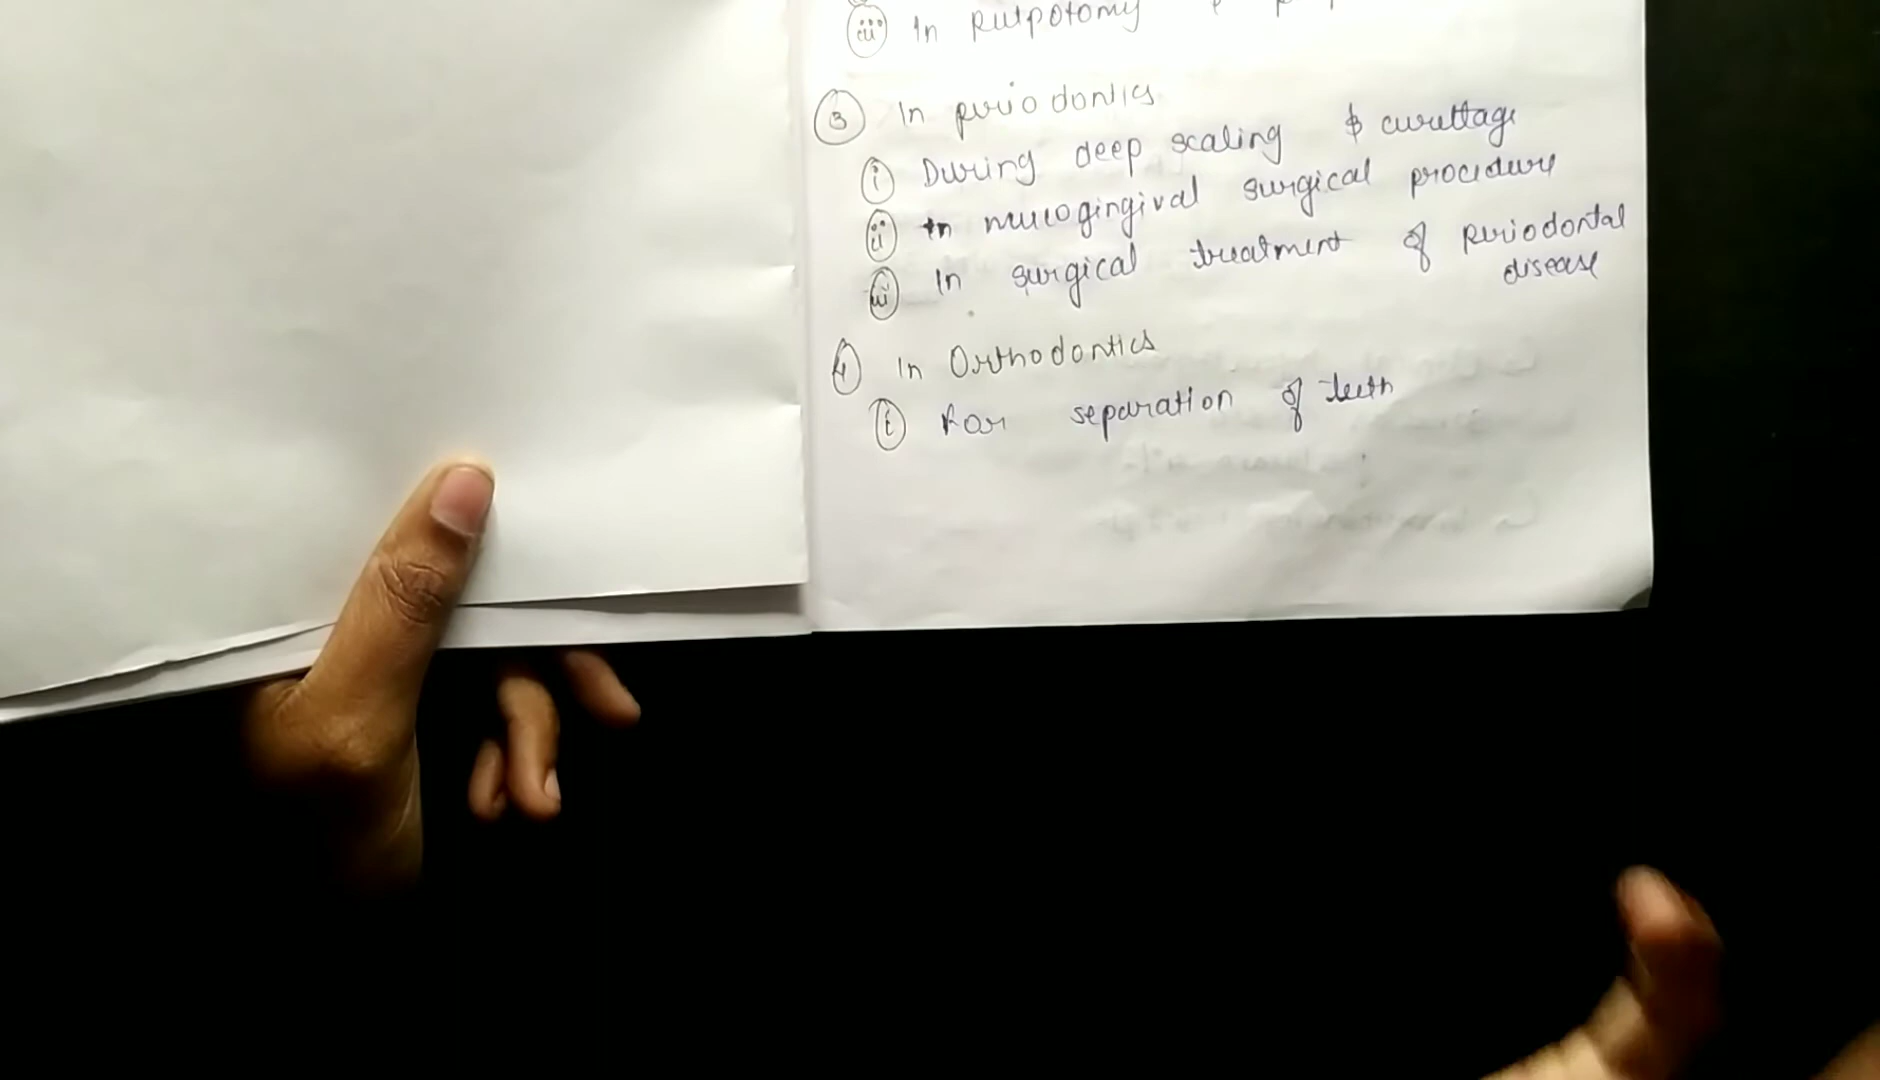 iii In Pulpotomy
3 In periodontics
i During deep scaling & curettage
ii In mucogingival surgical procedure
iii In surgical treatment of Periodontal
disease
4 In Orthodontics
i For separation of teeth